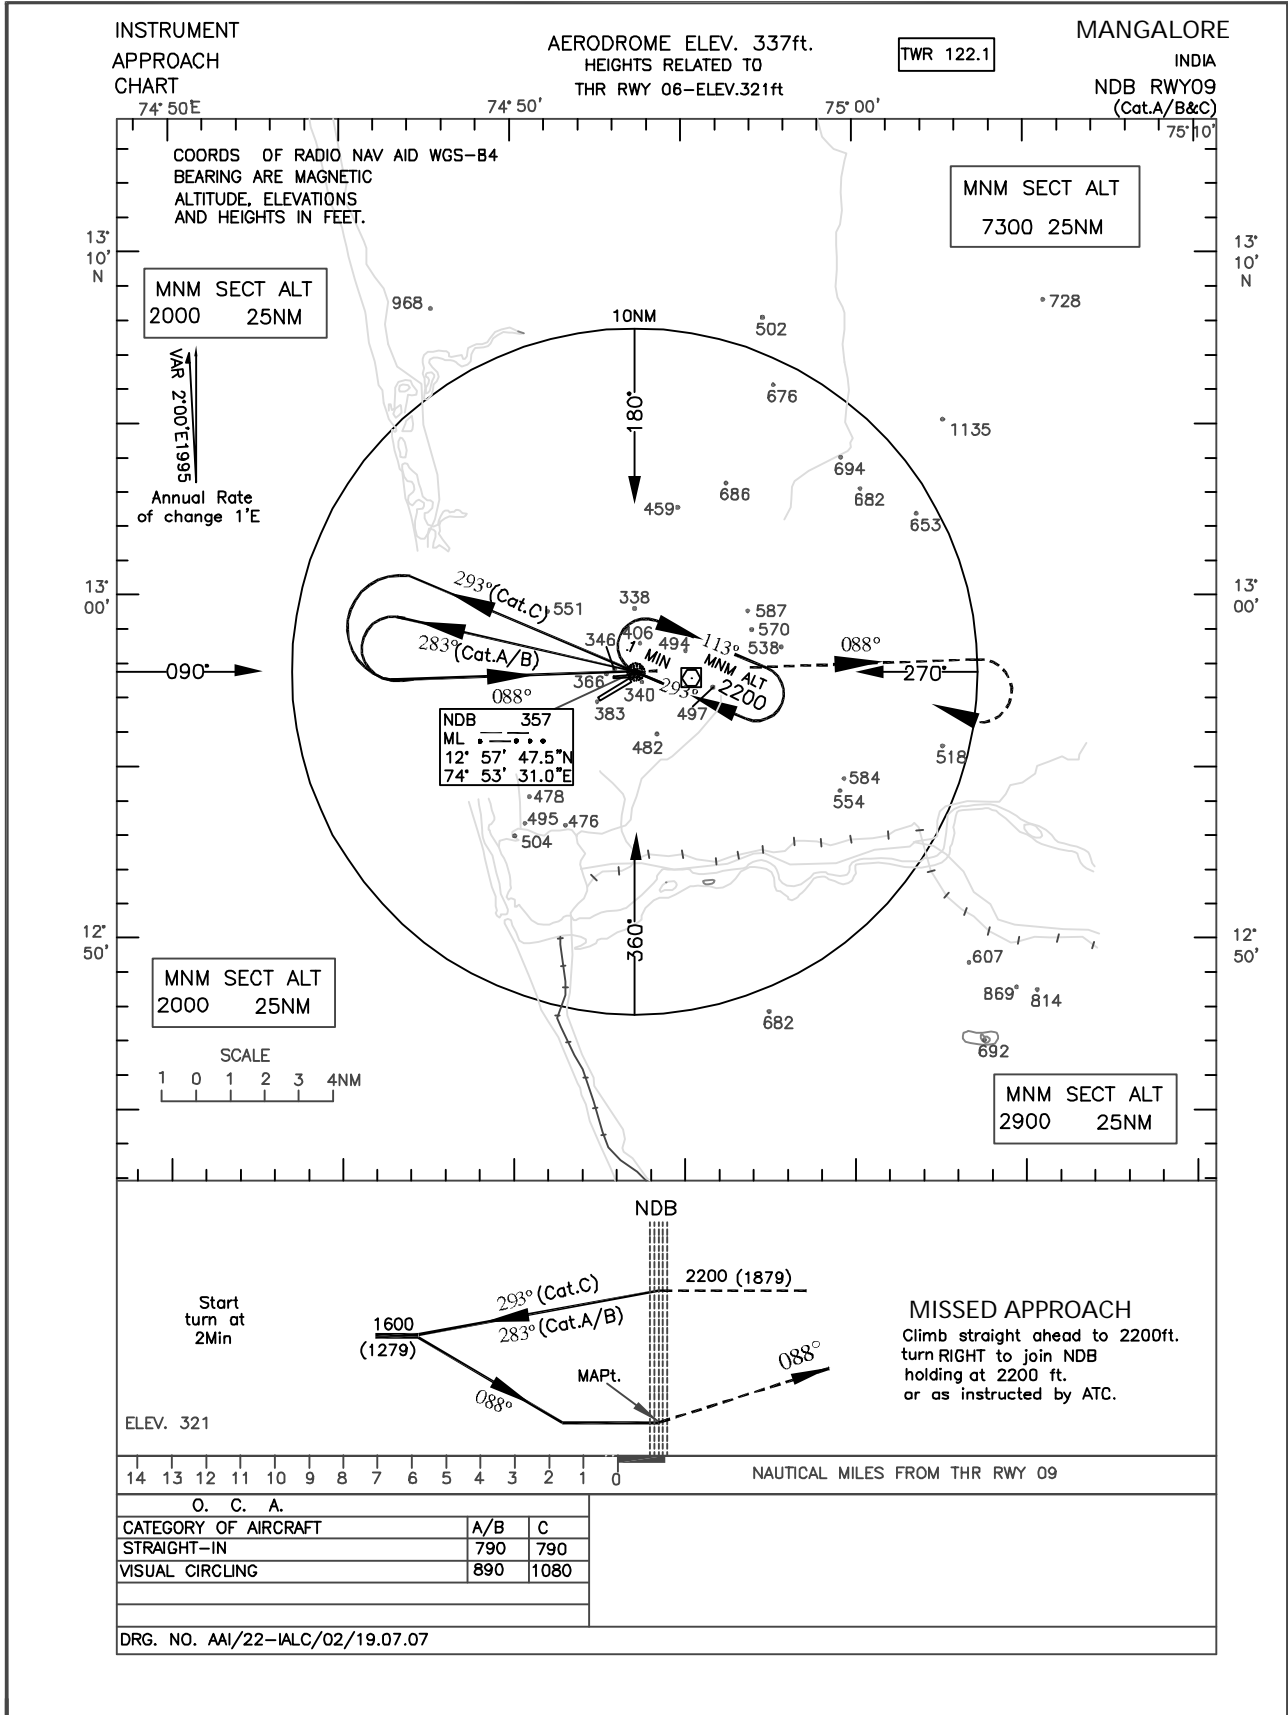 INSTRUMENT
APPROACH
CHART
AERODROME ELEV. 337ft.
HEIGHTS RELATED TO
THR RWY 06-ELEV.321ft
TWR 122.1
MANGALORE
INDIA
NDB RWY09
(Cat.A/B&C)
74°50E
74°50'
75°00'
75°10'
COORDS OF RADIO NAV AID WGS-84
BEARING ARE MAGNETIC
ALTITUDE, ELEVATIONS
AND HEIGHTS IN FEET.
MNM SECT ALT
7300 25NM
13°
10'
N
13°
10'
N
MNM SECT ALT
2000 25NM
968
728
10NM
502
VAR 2°00'E1995
Annual Rate
of change 1'E
180°
676
1135
694
686
682
459
653
13°
00'
13°
00'
293°(Cat.C)
551
338
587
406
570
346
494
113°
538
088°
283°(Cat.A/B)
1 MIN
MNM ALT
2200
090°
270°
366
340
293°
088°
383
497
NDB 357
ML
12° 57' 47.5"N
74° 53' 31.0"E
482
518
584
478
554
495
476
504
360°
12°
50'
12°
50'
607
MNM SECT ALT
2000 25NM
869
814
682
692
SCALE
1 0 1 2 3 4NM
MNM SECT ALT
2900 25NM
NDB
2200 (1879)
293°(Cat.C)
283°(Cat.A/B)
Start
turn at
2Min
1600
(1279)
088°
MAPt.
088°
MISSED APPROACH
Climb straight ahead to 2200ft.
turn RIGHT to join NDB
holding at 2200 ft.
or as instructed by ATC.
ELEV. 321
14 13 12 11 10 9 8 7 6 5 4 3 2 1 0
NAUTICAL MILES FROM THR RWY 09
O. C. A.
CATEGORY OF AIRCRAFT A/B C
STRAIGHT-IN 790 790
VISUAL CIRCLING 890 1080
DRG. NO. AAI/22-IALC/02/19.07.07